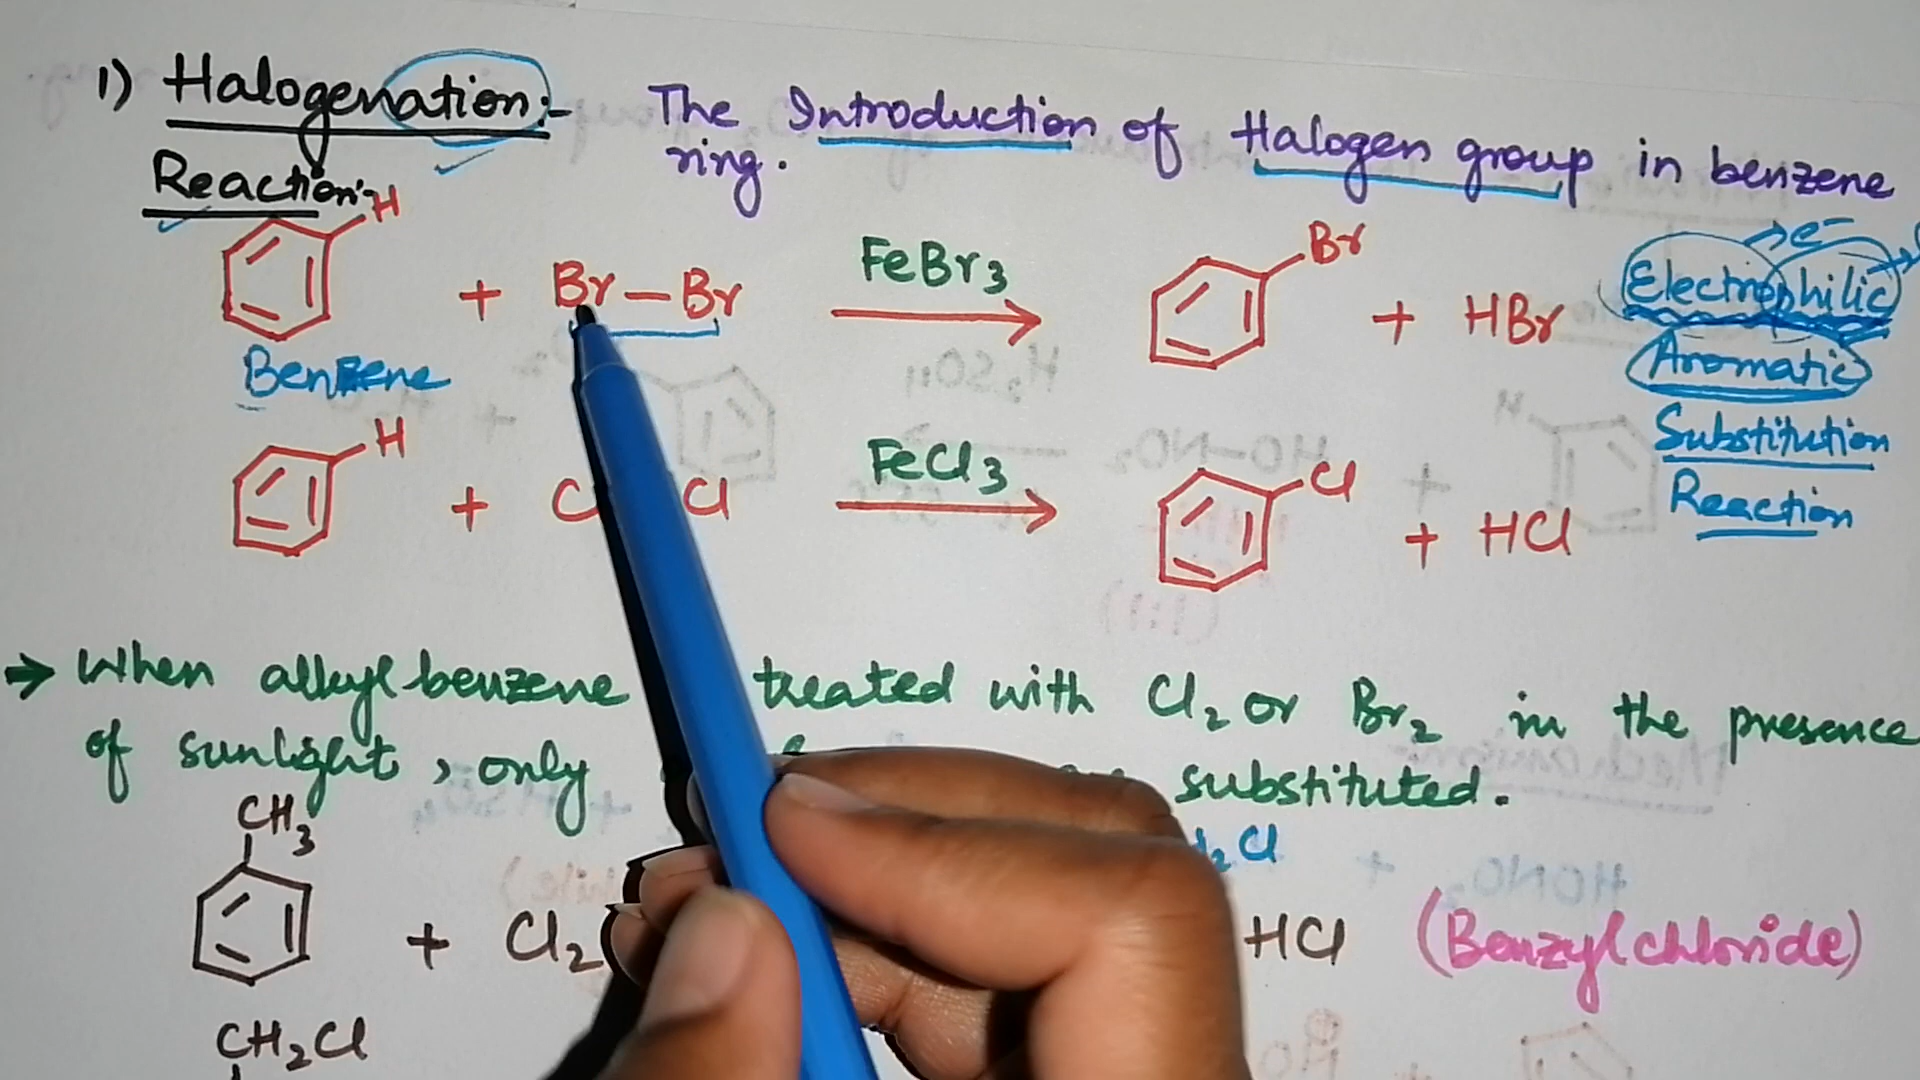 1) Halogenation:- The Introduction of Halogen group in benzene
Reaction:- ring.
H
+ Br-Br FeBr3 Br + HBr
Benzene
Electrophilic e-
Aromatic
Substitution
Reaction
H
+ C Cl FeCl3 Cl + HCl
→ When alkyl benzene treated with Cl2 or Br2 in the presence
of sunlight, only substituted.
CH3
2Cl
+ Cl2 HCl (Benzylchloride)
CH2Cl